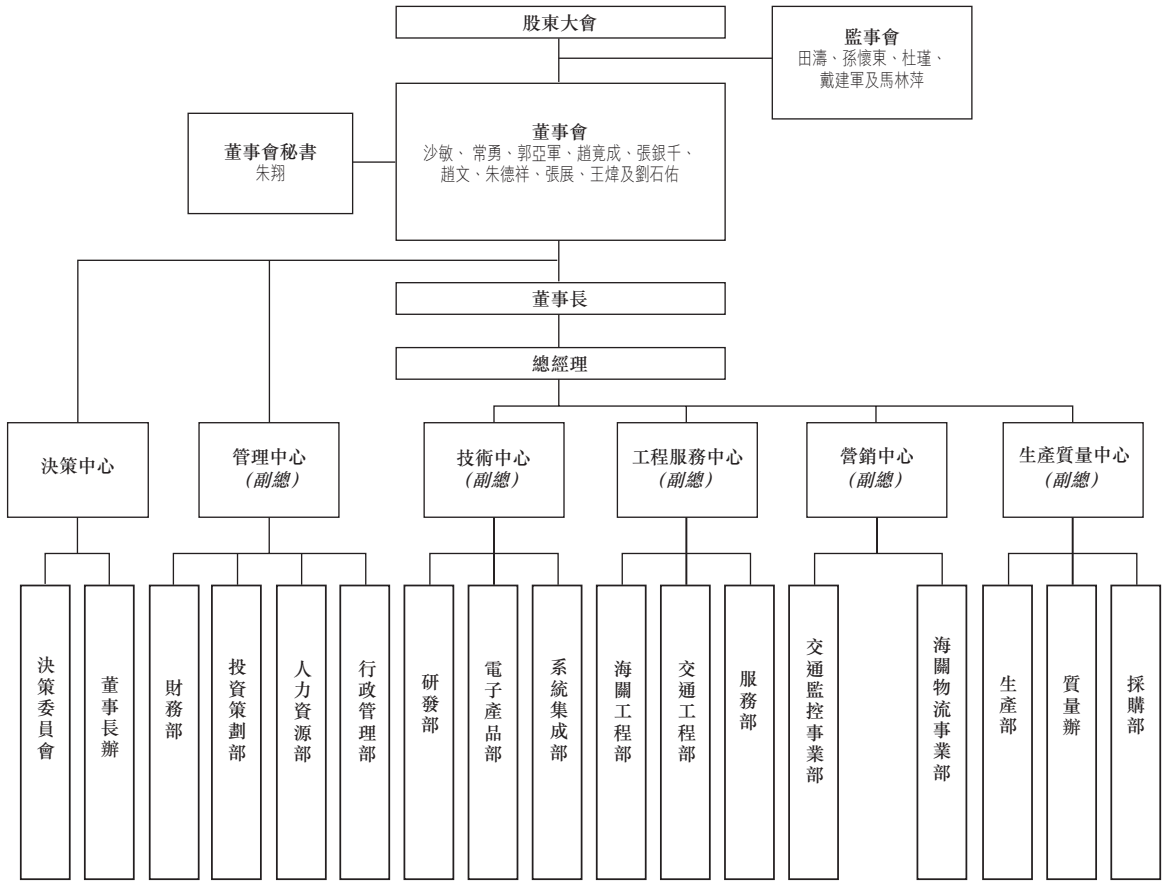 股東大會
監事會
田濤、孫懷東、杜瑾、
戴建軍及馬林萍
董事會秘書
朱翔
董事會
沙敏、 常勇、郭亞軍、趙竟成、張銀千、
趙文、朱德祥、張展、王煒及劉石佑
董事長
總經理
決策中心
管理中心
(副總)
技術中心
(副總)
工程服務中心
(副總)
營銷中心
(副總)
生產質量中心
(副總)
決策委員會
董事長辦
財務部
投資策劃部
人力資源部
行政管理部
研發部
電子產品部
系統集成部
海關工程部
交通工程部
服務部
交通監控事業部
海關物流事業部
生產部
質量辦
採購部